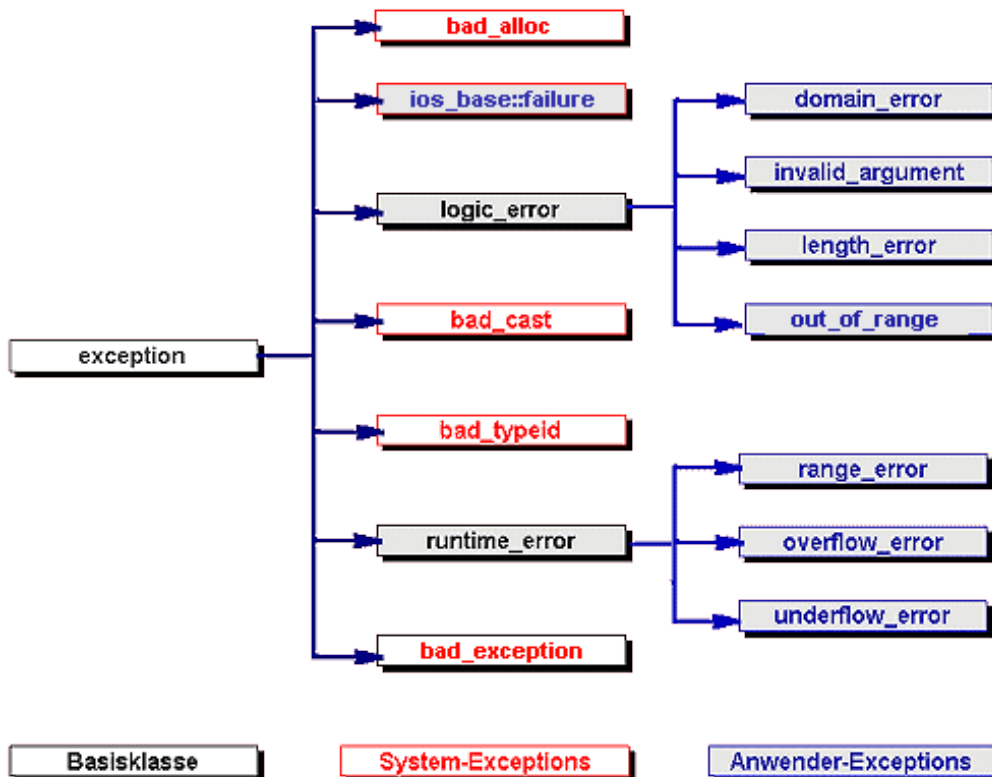 bad_alloc
ios_base::failure
domain_error
invalid_argument
logic_error
length_error
bad_cast
out_of_range
exception
bad_typeid
range_error
runtime_error
overflow_error
underflow_error
bad_exception
Basisklasse
System-Exceptions
Anwender-Exceptions